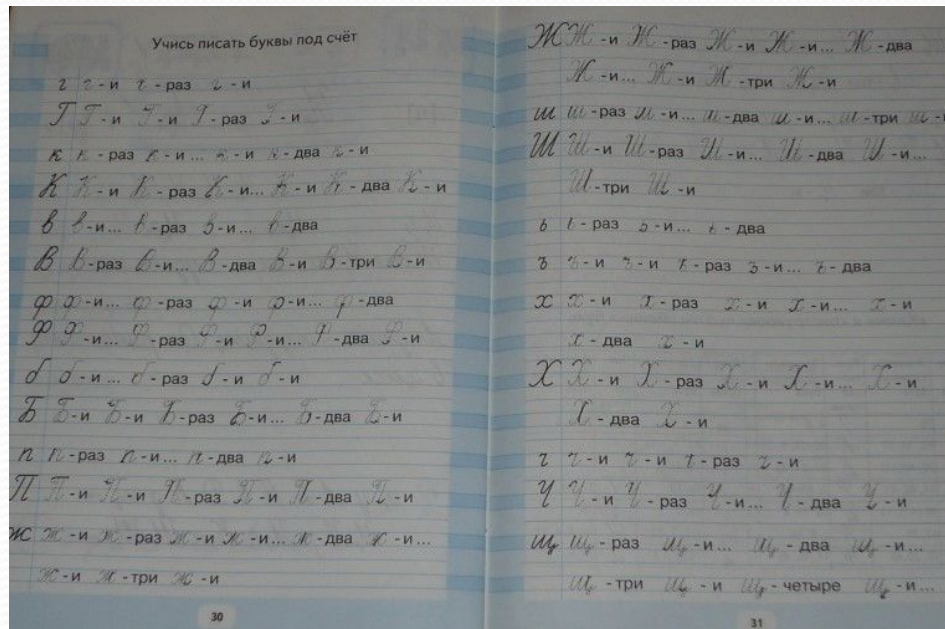 Учись писать буквы под счёт
г г - и г - раз г - и
Г Г - и Г - и Г - раз Г - и
к к - раз к - и... к - и к - два к - и
К К - и К - раз К - и... К - и К - два К - и
в в - и... в - раз в - и... в - два
В В - раз В - и... В - два В - и В - три В - и
ф ф - и... ф - раз ф - и ф - и... ф - два
Ф Ф - и... Ф - раз Ф - и Ф - и... Ф - два Ф - и
б б - и... б - раз б - и б - и
Б Б - и Б - и Б - раз Б - и... Б - два Б - и
п п - раз п - и... п - два п - и
П П - и П - и П - раз П - и П - два П - и
ж ж - и ж - раз ж - и ж - и... ж - два ж - и...
ж - и ж - три ж - и
30
Ж Ж - и Ж - раз Ж - и Ж - и... Ж - два
Ж - и... Ж - и Ж - три Ж - и
ш ш - раз ш - и... ш - два ш - и... ш - три ш - и
Ш Ш - и Ш - раз Ш - и... Ш - два Ш - и...
Ш - три Ш - и
ь ь - раз ь - и... ь - два
ъ ъ - и ъ - и ъ - раз ъ - и... ъ - два
х х - и х - раз х - и х - и... х - и
х - два х - и
Х Х - и Х - раз Х - и Х - и... Х - и
Х - два Х - и
ч ч - и ч - и ч - раз ч - и
Ч Ч - и Ч - раз Ч - и... Ч - два Ч - и
щ щ - раз щ - и... щ - два щ - и...
щ - три щ - и щ - четыре щ - и...
31